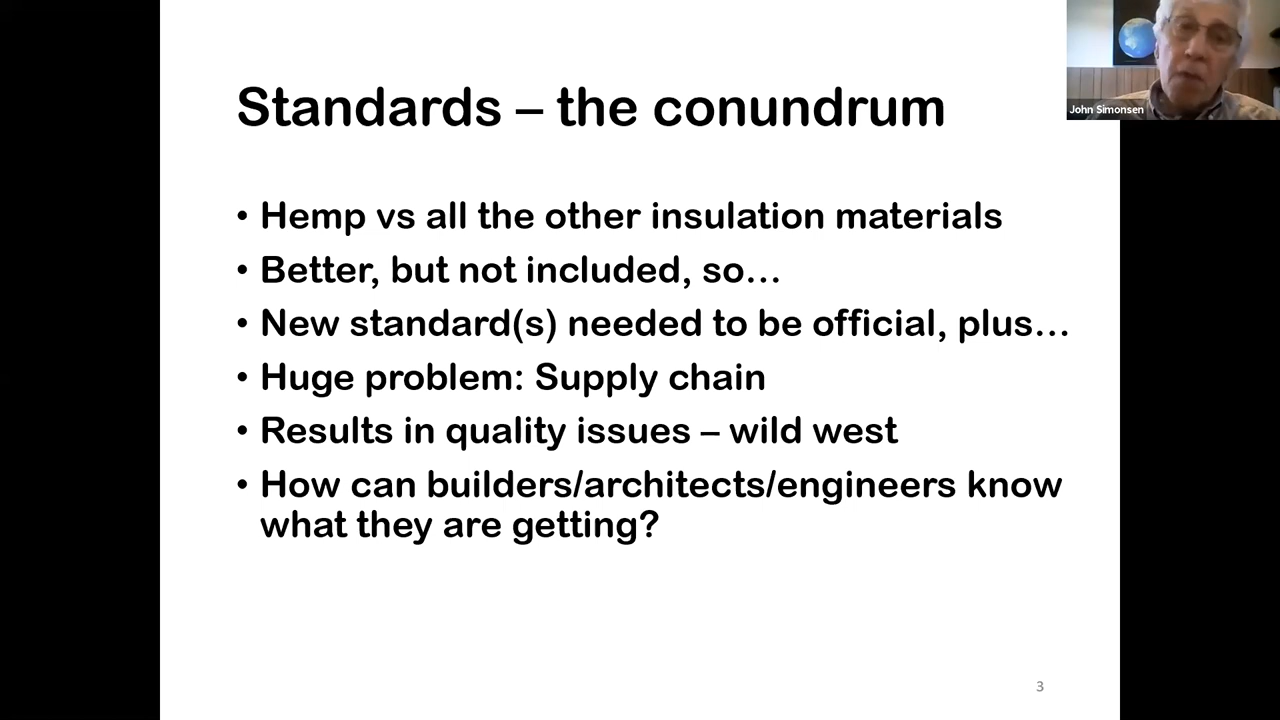 Standards – the conundrum
• Hemp vs all the other insulation materials
• Better, but not included, so…
• New standard(s) needed to be official, plus…
• Huge problem: Supply chain
• Results in quality issues – wild west
• How can builders/architects/engineers know
what they are getting?
3
John Simonsen